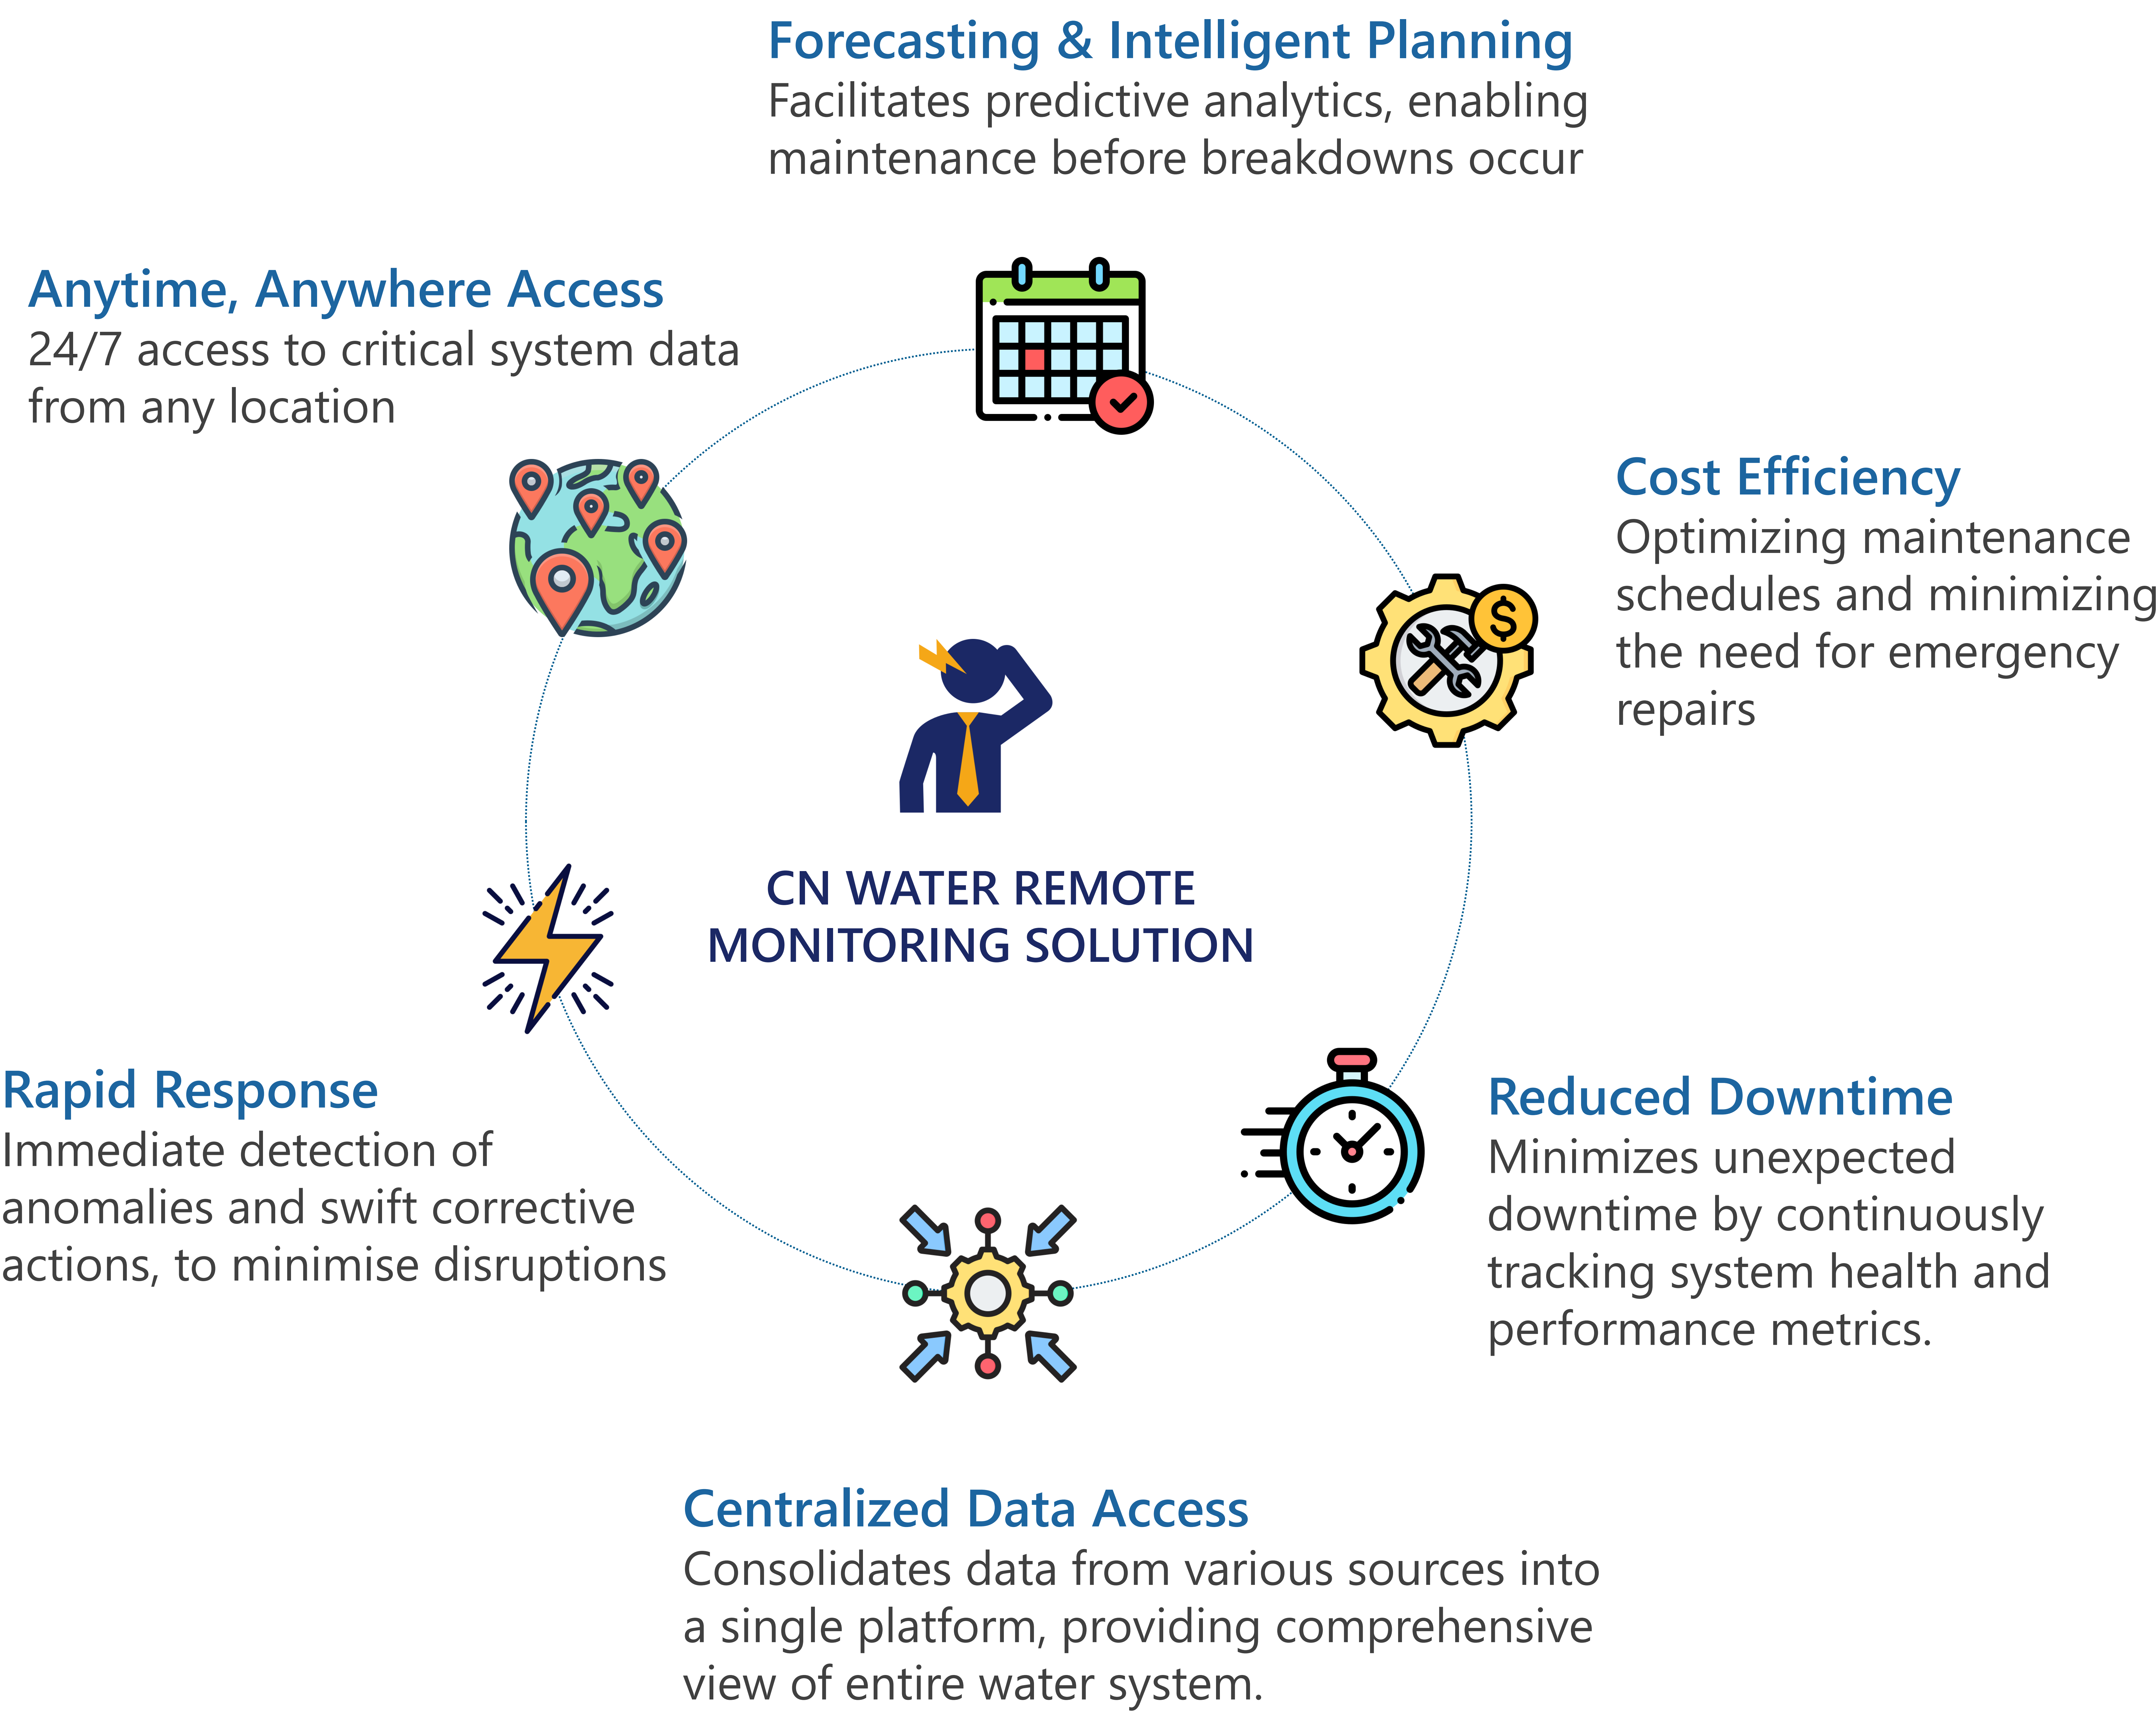 Forecasting & Intelligent Planning
Facilitates predictive analytics, enabling
maintenance before breakdowns occur
Anytime, Anywhere Access
24/7 access to critical system data
from any location
Cost Efficiency
Optimizing maintenance
schedules and minimizing
the need for emergency
repairs
$
CN WATER REMOTE
MONITORING SOLUTION
Rapid Response
Immediate detection of
anomalies and swift corrective
actions, to minimise disruptions
Reduced Downtime
Minimizes unexpected
downtime by continuously
tracking system health and
performance metrics.
Centralized Data Access
Consolidates data from various sources into
a single platform, providing comprehensive
view of entire water system.